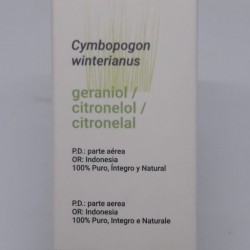 Cymbopogon
winterianus
geraniol /
citronelol /
citronelal
P.D.: parte aérea
OR: Indonesia
100% Puro, Íntegro y Natural
P.D.: parte aerea
OR: Indonesia
100% Puro, Integro e Naturale